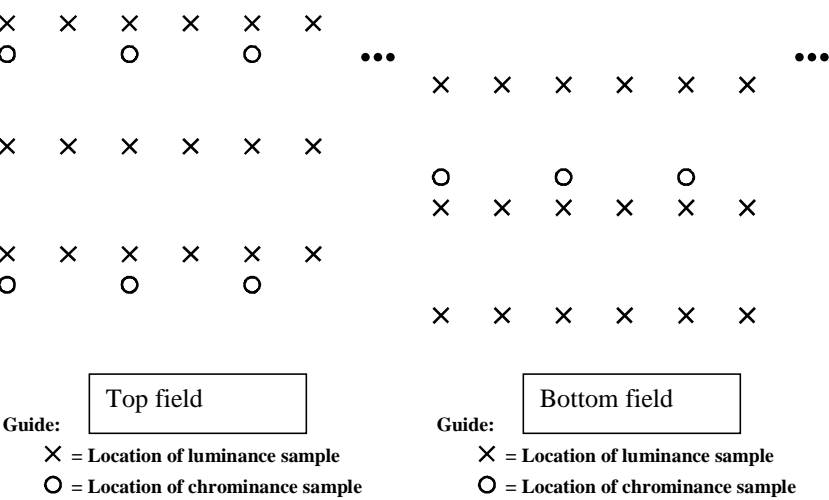 Top field
Guide:
= Location of luminance sample
= Location of chrominance sample
Bottom field
Guide:
= Location of luminance sample
= Location of chrominance sample